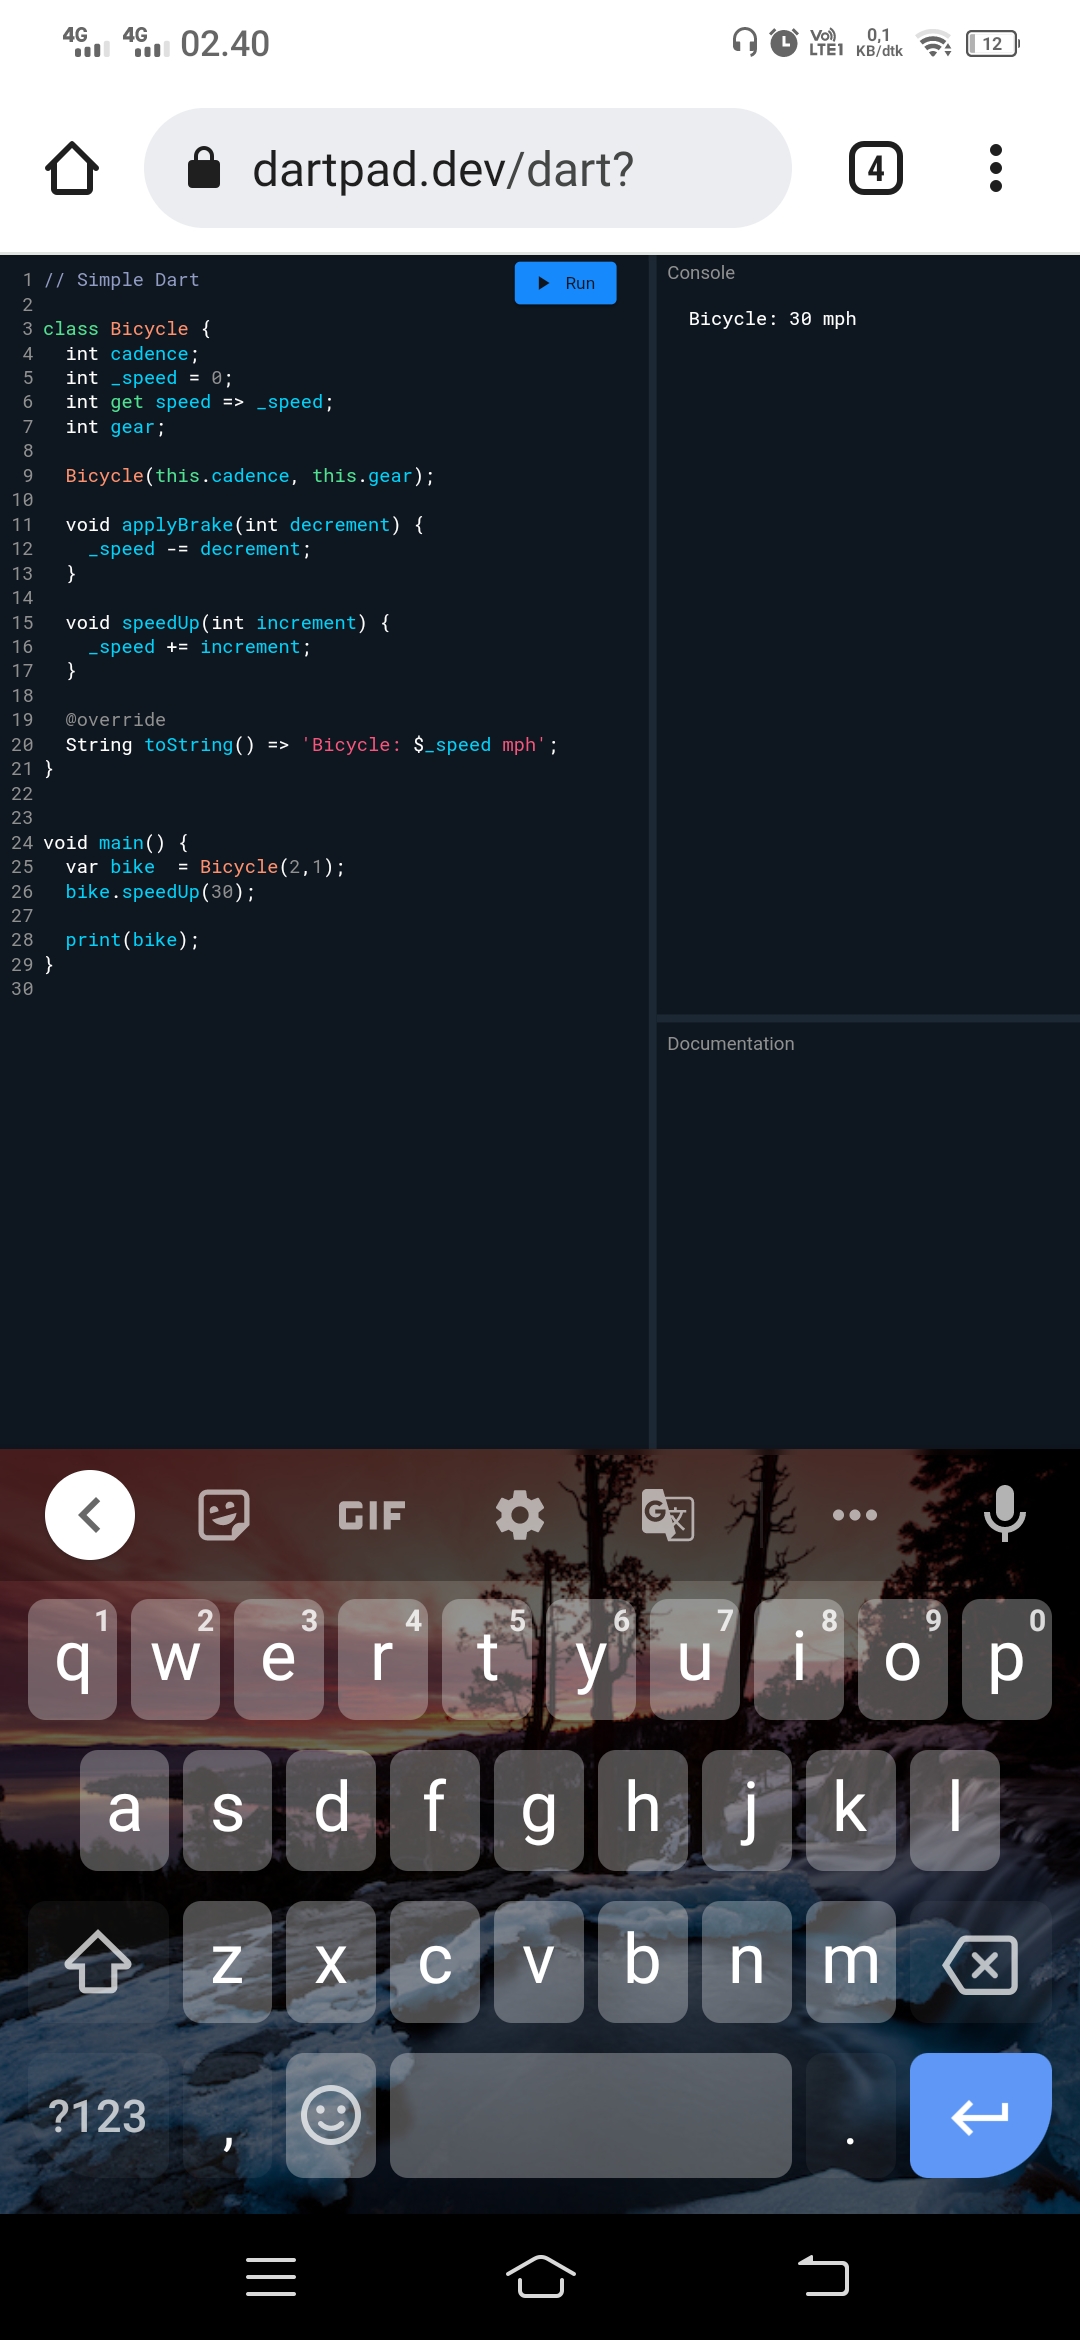 4G 4G 02.40 Vo) LTE1 0,1 KB/dtk 12
dartpad.dev/dart? 4
1 // Simple Dart
2
3 class Bicycle {
4   int cadence;
5   int _speed = 0;
6   int get speed => _speed;
7   int gear;
8
9   Bicycle(this.cadence, this.gear);
10
11   void applyBrake(int decrement) {
12     _speed -= decrement;
13   }
14
15   void speedUp(int increment) {
16     _speed += increment;
17   }
18
19   @override
20   String toString() => 'Bicycle: $_speed mph';
21 }
22
23
24 void main() {
25   var bike  = Bicycle(2,1);
26   bike.speedUp(30);
27
28   print(bike);
29 }
30
Run
Console
Bicycle: 30 mph
Documentation
GIF G 文
1 2 3 4 5 6 7 8 9 0
q w e r t y u i o p
a s d f g h j k l
z x c v b n m
?123 , .